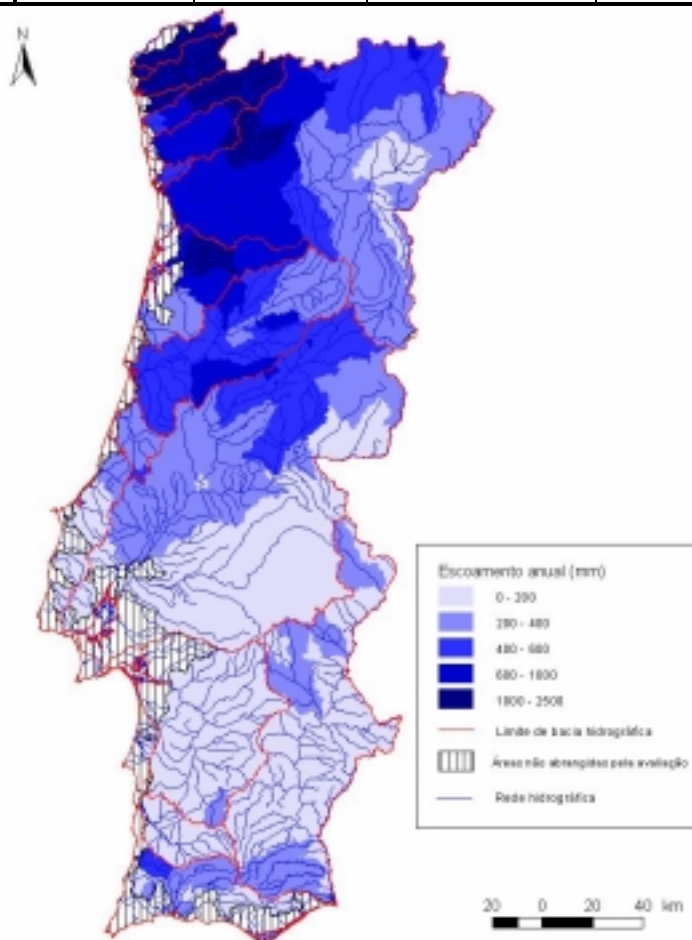 N
Escoamento anual (mm)
0 - 200
200 - 400
400 - 600
600 - 1000
1000 - 2500
Limite de bacia hidrográfica
Áreas não abrangidas pela avaliação
Rede hidrográfica
20 0 20 40 km